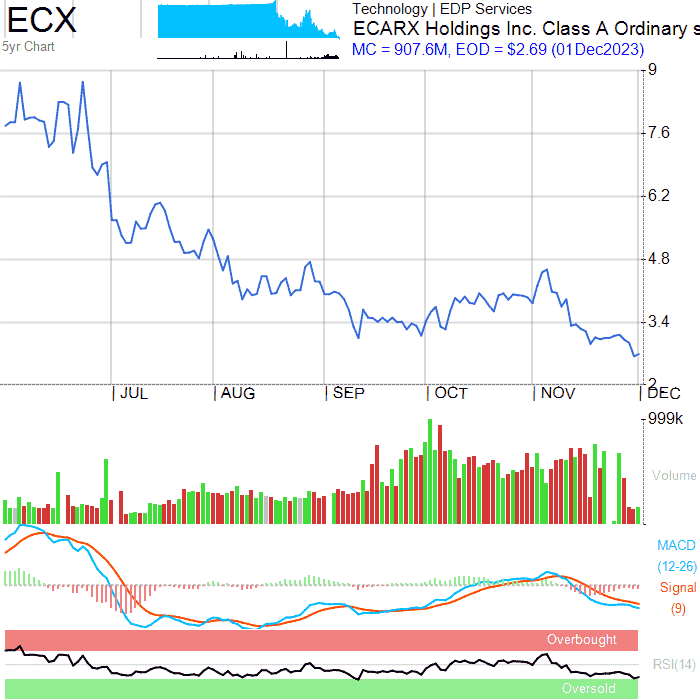 ECX
5yr Chart
Technology | EDP Services
ECARX Holdings Inc. Class A Ordinary s
MC = 907.6M, EOD = $2.69 (01Dec2023)
9
7.6
6.2
4.8
3.4
2
| JUL | AUG | SEP | OCT | NOV | DEC
999k
Volume
MACD
(12-26)
Signal
(9)
Overbought
RSI(14)
Oversold